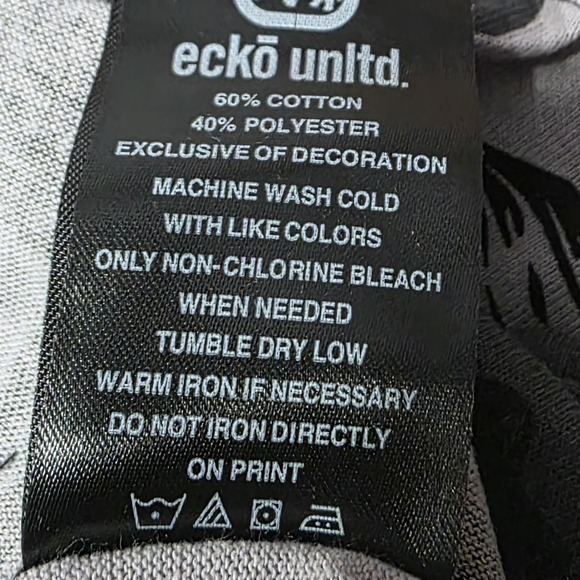 eckō unltd.
60% COTTON
40% POLYESTER
EXCLUSIVE OF DECORATION
MACHINE WASH COLD
WITH LIKE COLORS
ONLY NON-CHLORINE BLEACH
WHEN NEEDED
TUMBLE DRY LOW
WARM IRON IF NECESSARY
DO NOT IRON DIRECTLY
ON PRINT